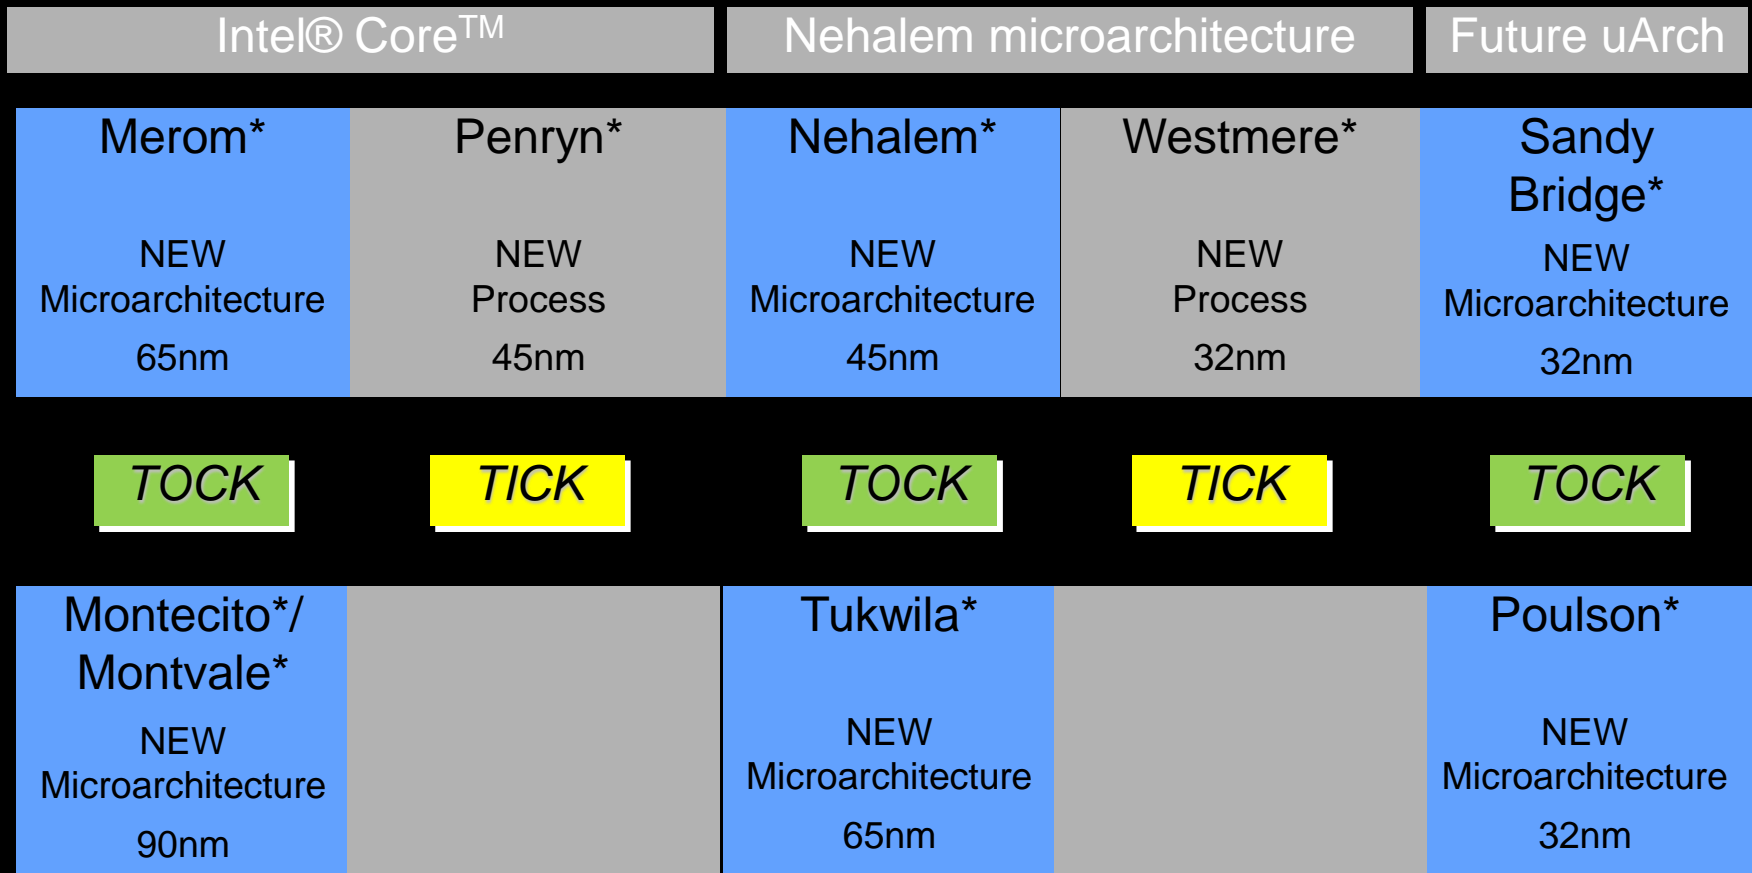 Intel® Core™
Nehalem microarchitecture
Future uArch
Merom*
NEW
Microarchitecture
65nm
Penryn*
NEW
Process
45nm
Nehalem*
NEW
Microarchitecture
45nm
Westmere*
NEW
Process
32nm
Sandy
Bridge*
NEW
Microarchitecture
32nm
TOCK
TICK
TOCK
TICK
TOCK
Montecito*/
Montvale*
NEW
Microarchitecture
90nm
Tukwila*
NEW
Microarchitecture
65nm
Poulson*
NEW
Microarchitecture
32nm